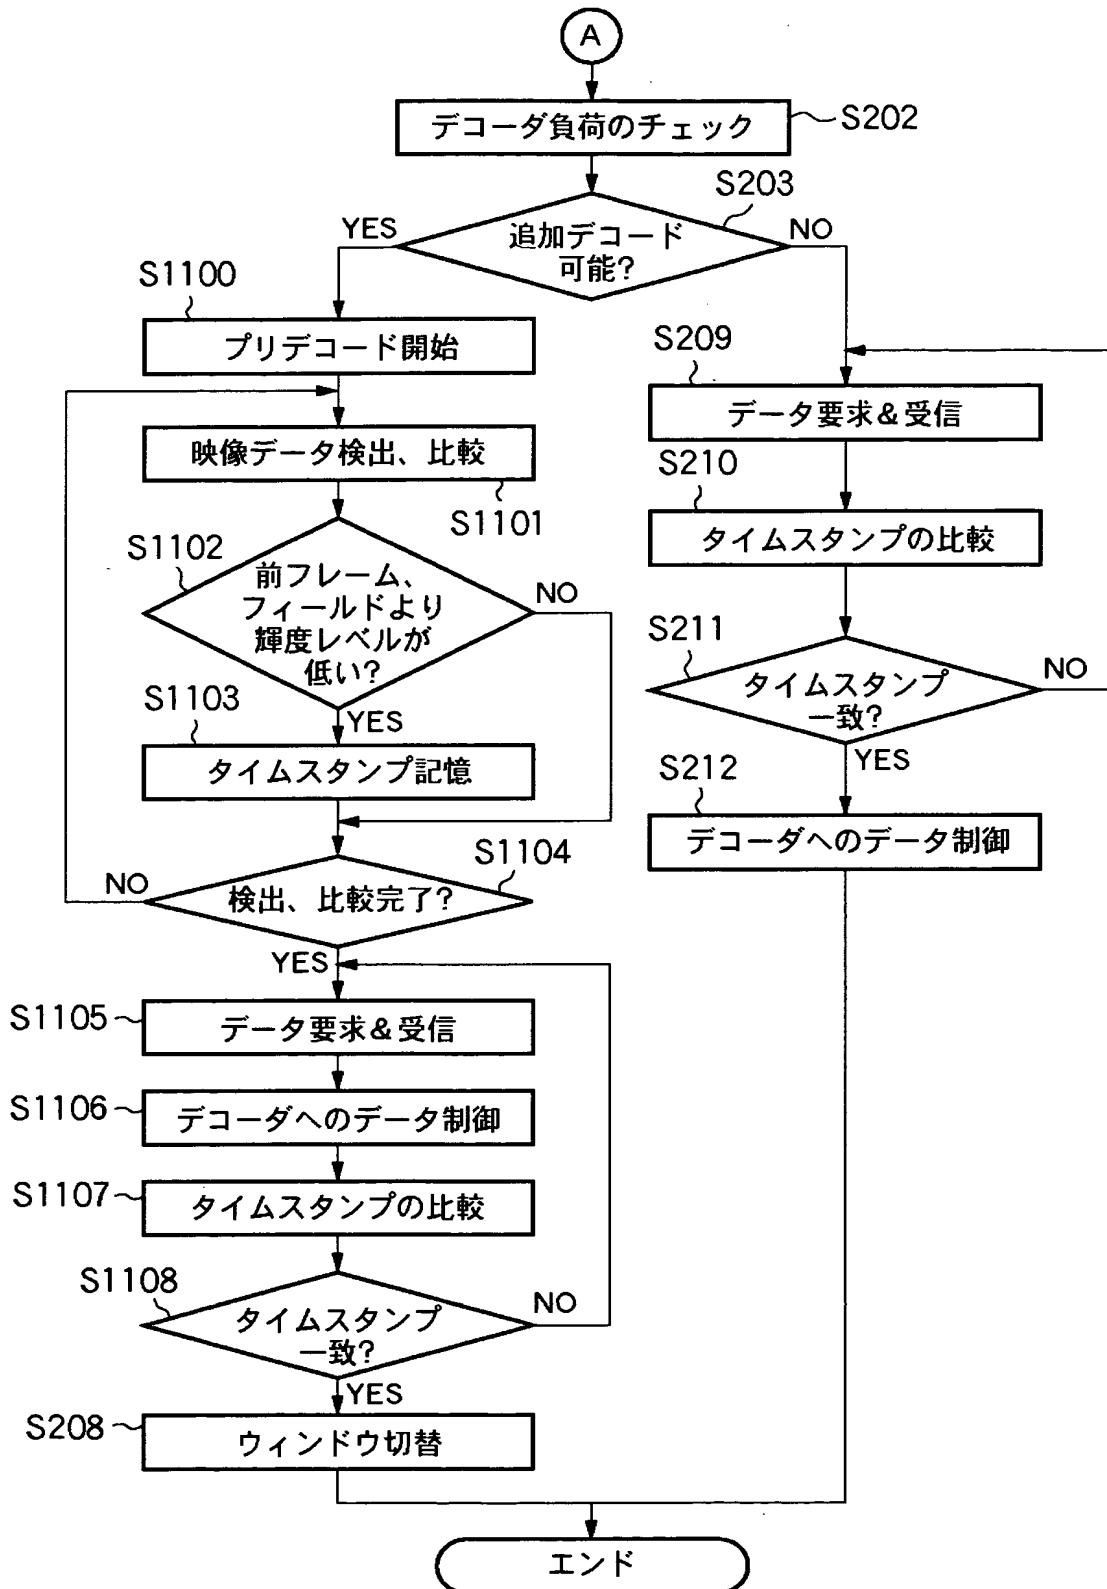 A
デコーダ負荷のチェック
S202
S203
YES
追加デコード
可能?
NO
S1100
プリデコード開始
映像データ検出、比較
S1101
S1102
前フレーム、
フィールドより
輝度レベルが
低い?
NO
YES
S1103
タイムスタンプ記憶
S1104
検出、比較完了?
NO
YES
S1105
データ要求&受信
S1106
デコーダへのデータ制御
S1107
タイムスタンプの比較
S1108
タイムスタンプ
一致?
NO
YES
S208
ウィンドウ切替
S209
データ要求&受信
S210
タイムスタンプの比較
S211
タイムスタンプ
一致?
NO
YES
S212
デコーダへのデータ制御
エンド